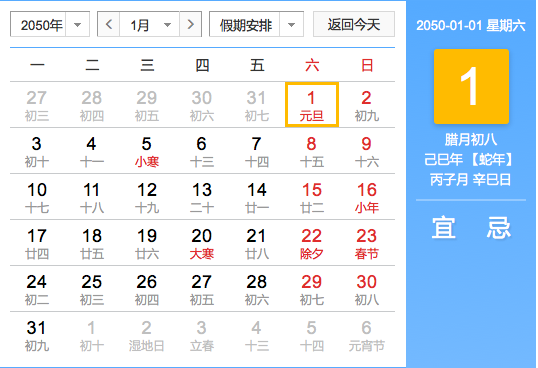 2050年 1月 假期安排 返回今天
一 二 三 四 五 六 日
27 28 29 30 31 1 2
初三 初四 初五 初六 初七 元旦 初九
3 4 5 6 7 8 9
初十 十一 小寒 十三 十四 十五 十六
10 11 12 13 14 15 16
十七 十八 十九 二十 廿一 廿二 小年
17 18 19 20 21 22 23
廿四 廿五 廿六 大寒 廿八 除夕 春节
24 25 26 27 28 29 30
初二 初三 初四 初五 初六 初七 初八
31 1 2 3 4 5 6
初九 初十 湿地日 立春 十三 十四 元宵节
2050-01-01 星期六
1
腊月初八
己巳年【蛇年】
丙子月 辛巳日
宜 忌